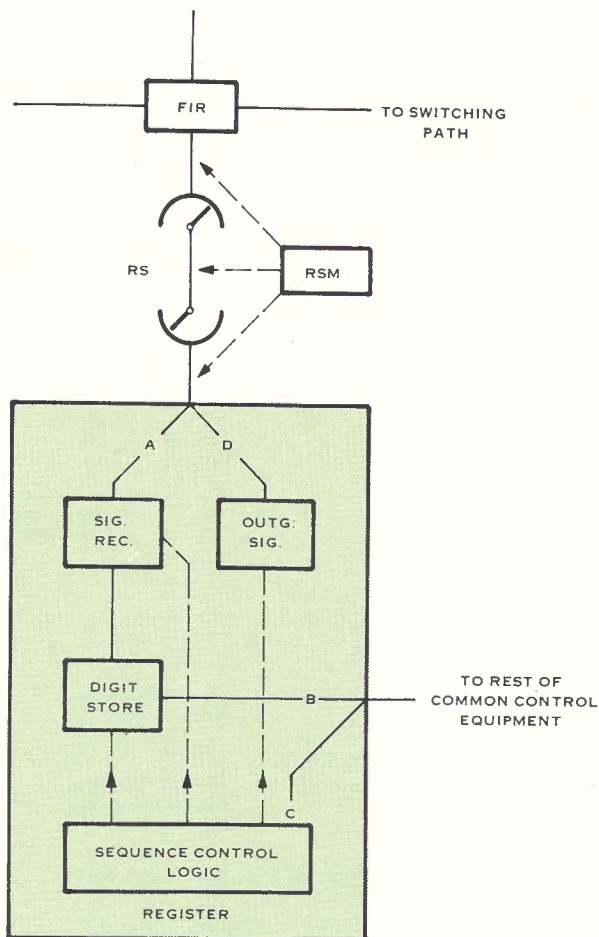 FIR
TO SWITCHING
PATH
RS
RSM
A
D
SIG.
REC.
OUTG:
SIG.
DIGIT
STORE
B
TO REST OF
COMMON CONTROL
EQUIPMENT
C
SEQUENCE CONTROL
LOGIC
REGISTER